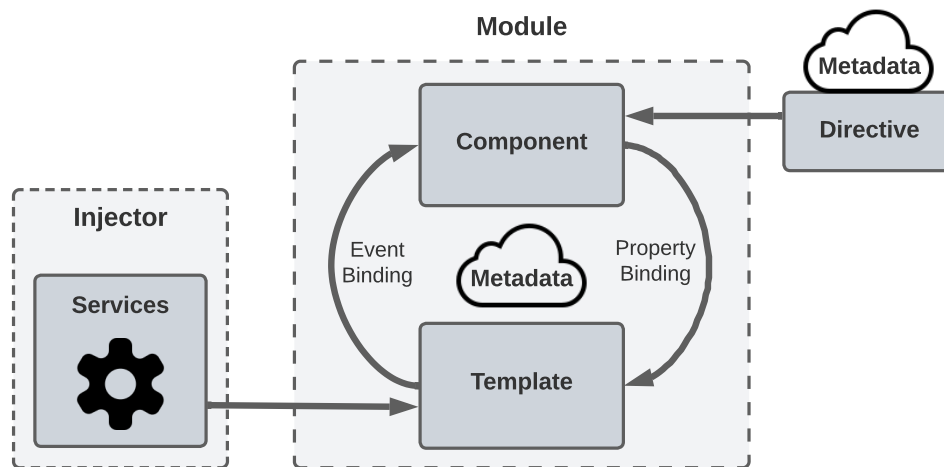 Module
Metadata
Directive
Component
Injector
Event
Binding
Property
Binding
Metadata
Services
Template